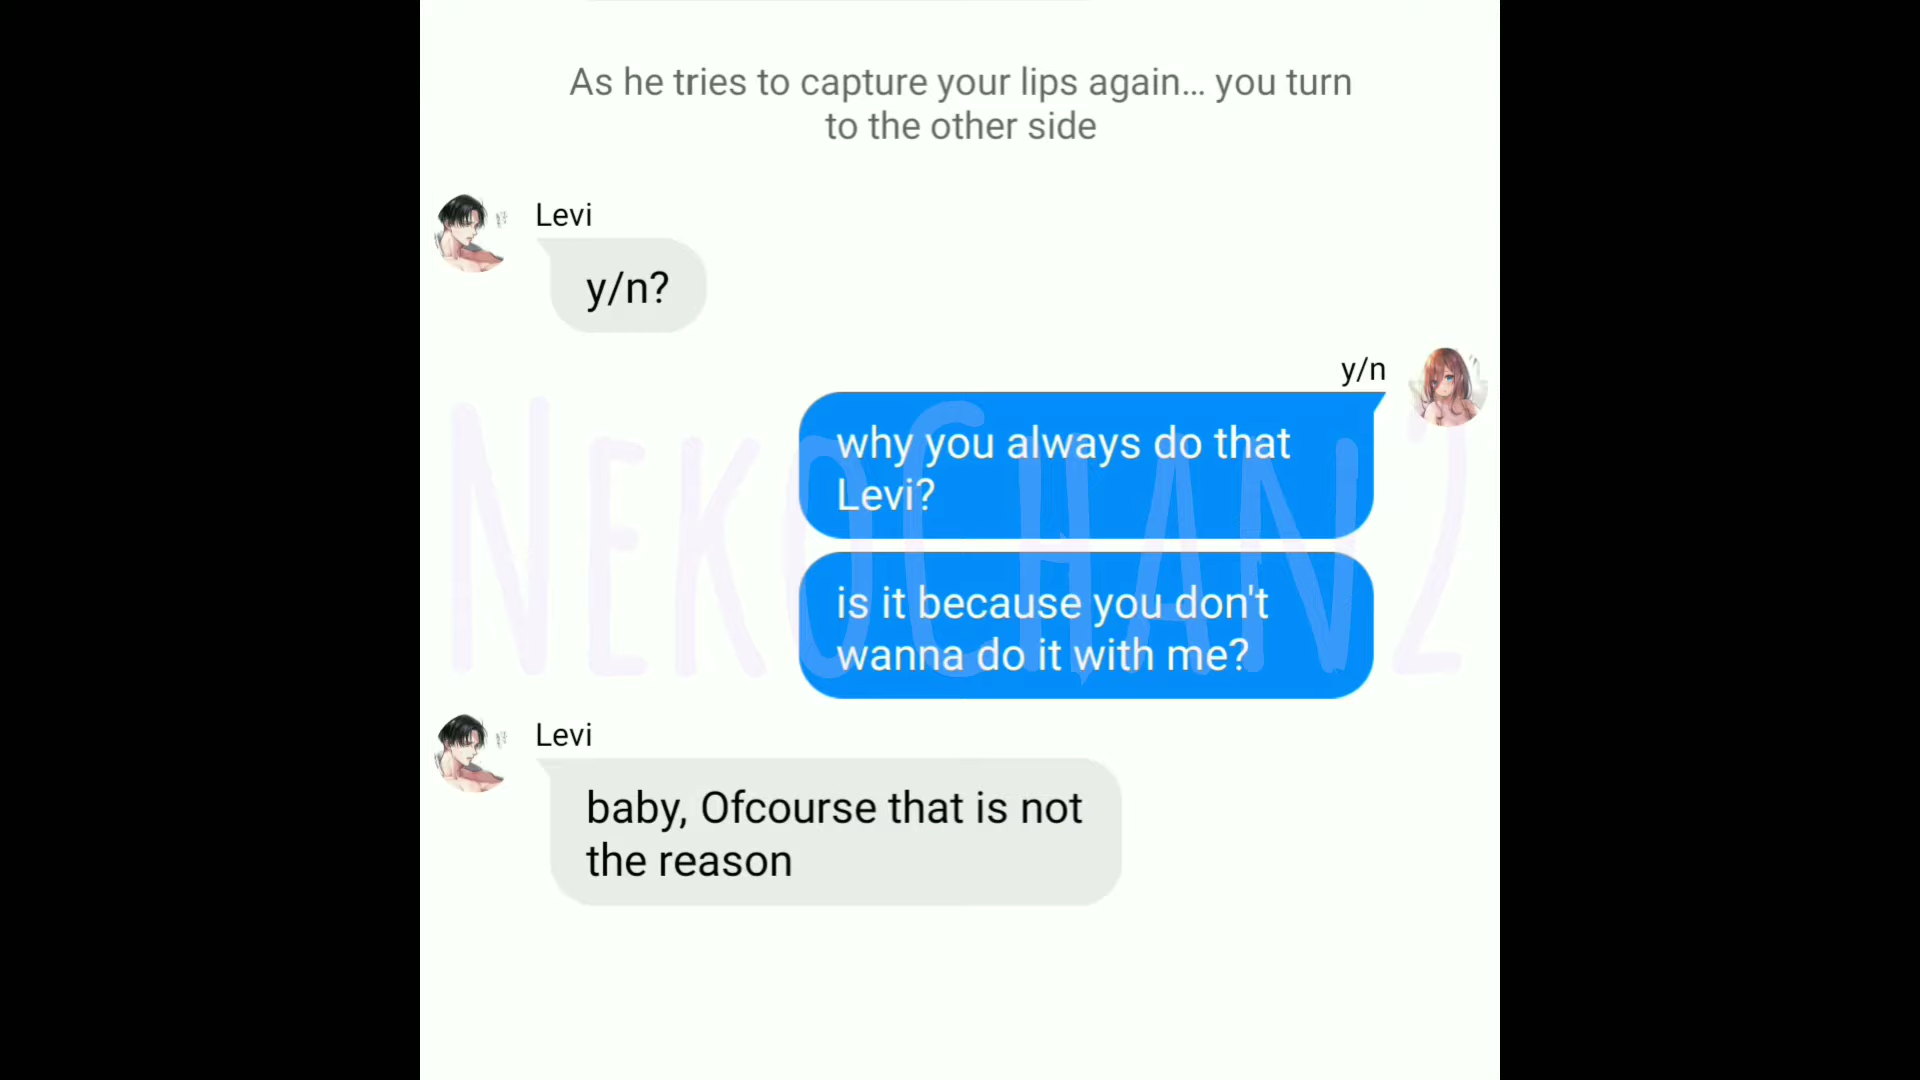 As he tries to capture your lips again... you turn
to the other side
Levi
y/n?
y/n
why you always do that
Levi?
is it because you don't
wanna do it with me?
NEKOCHAN2
Levi
baby, Ofcourse that is not
the reason